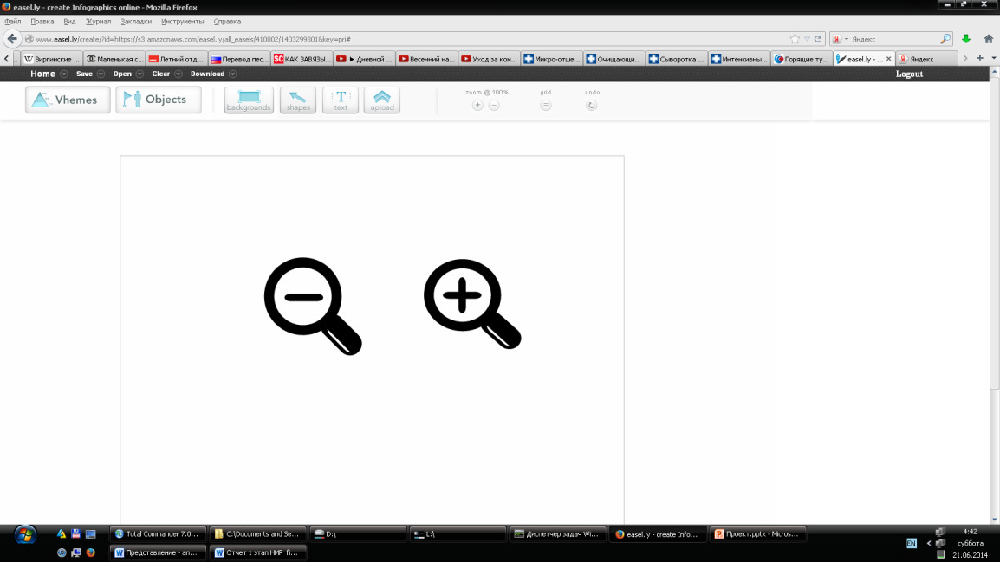 easel.ly - create Infographics online - Mozilla Firefox
Файл Правка Вид Журнал Закладки Инструменты Справка
www.easel.ly/create/?id=https://s3.amazonaws.com/easel.ly/all_easels/410002/1403299301&key=pri#
Яндекс
Виргинские ... Маленькая с... Летний отд... Перевод пес... КАК ЗАВЯЗЫ... ► Дневной ... Весенний на... Уход за ком... Микро-отше... Очищающи... Сыворотка ... Интенсивны... Горящие ту... easel.ly - ... Яндекс
Home Save Open Clear Download Logout
Vhemes Objects backgrounds shapes text upload
zoom @ 100% grid undo
Total Commander 7.0... C:\Documents and Se... D:\ L:\ Диспетчер задач Wi... easel.ly - create Info... Проект.pptx - Micros...
Представление - an... Отчет 1 этап НИР fi...
EN
4:42
суббота
21.06.2014